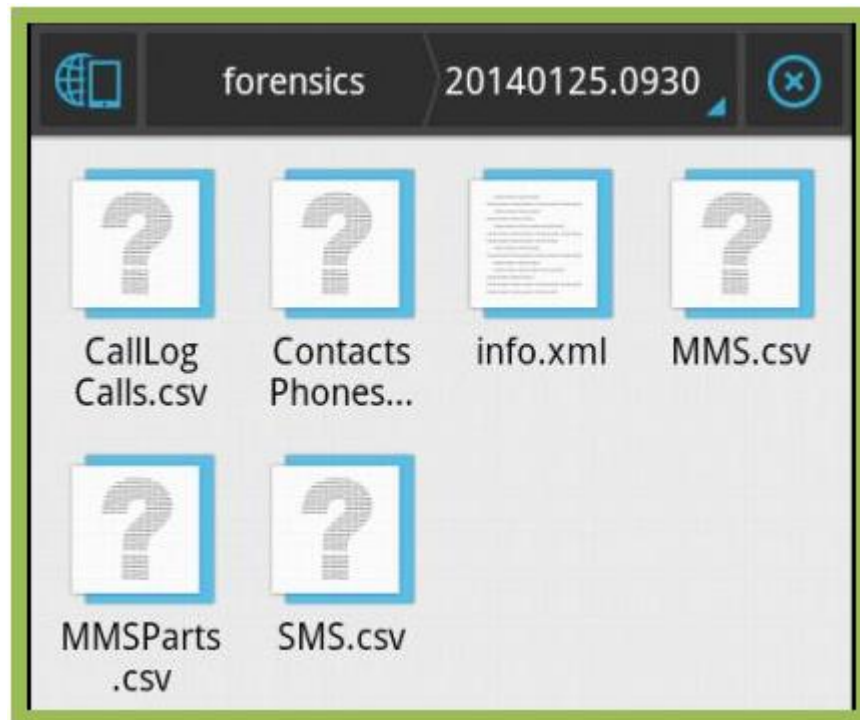 forensics 20140125.0930
CallLog
Calls.csv
Contacts
Phones...
info.xml
MMS.csv
MMSParts
.csv
SMS.csv